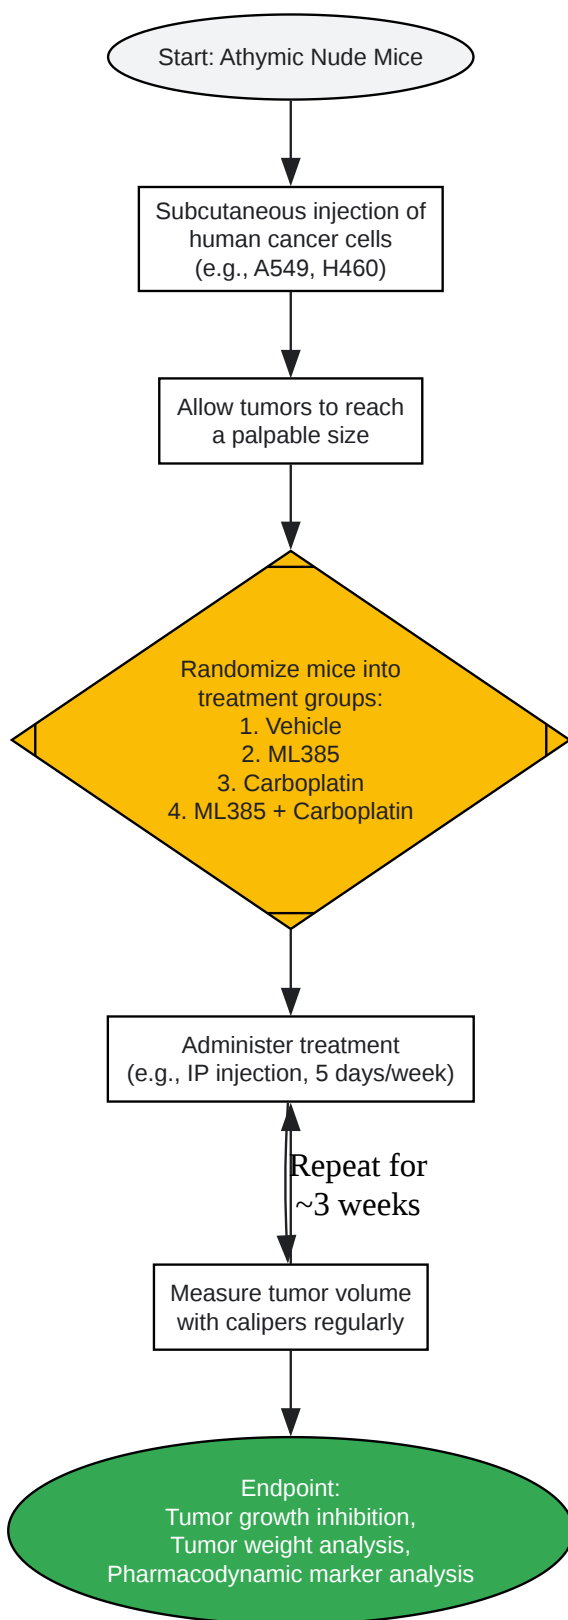 Start: Athymic Nude Mice
Subcutaneous injection of
human cancer cells
(e.g., A549, H460)
Allow tumors to reach
a palpable size
Randomize mice into
treatment groups:
1. Vehicle
2. ML385
3. Carboplatin
4. ML385 + Carboplatin
Administer treatment
(e.g., IP injection, 5 days/week)
Repeat for
~3 weeks
Measure tumor volume
with calipers regularly
Endpoint:
Tumor growth inhibition,
Tumor weight analysis,
Pharmacodynamic marker analysis